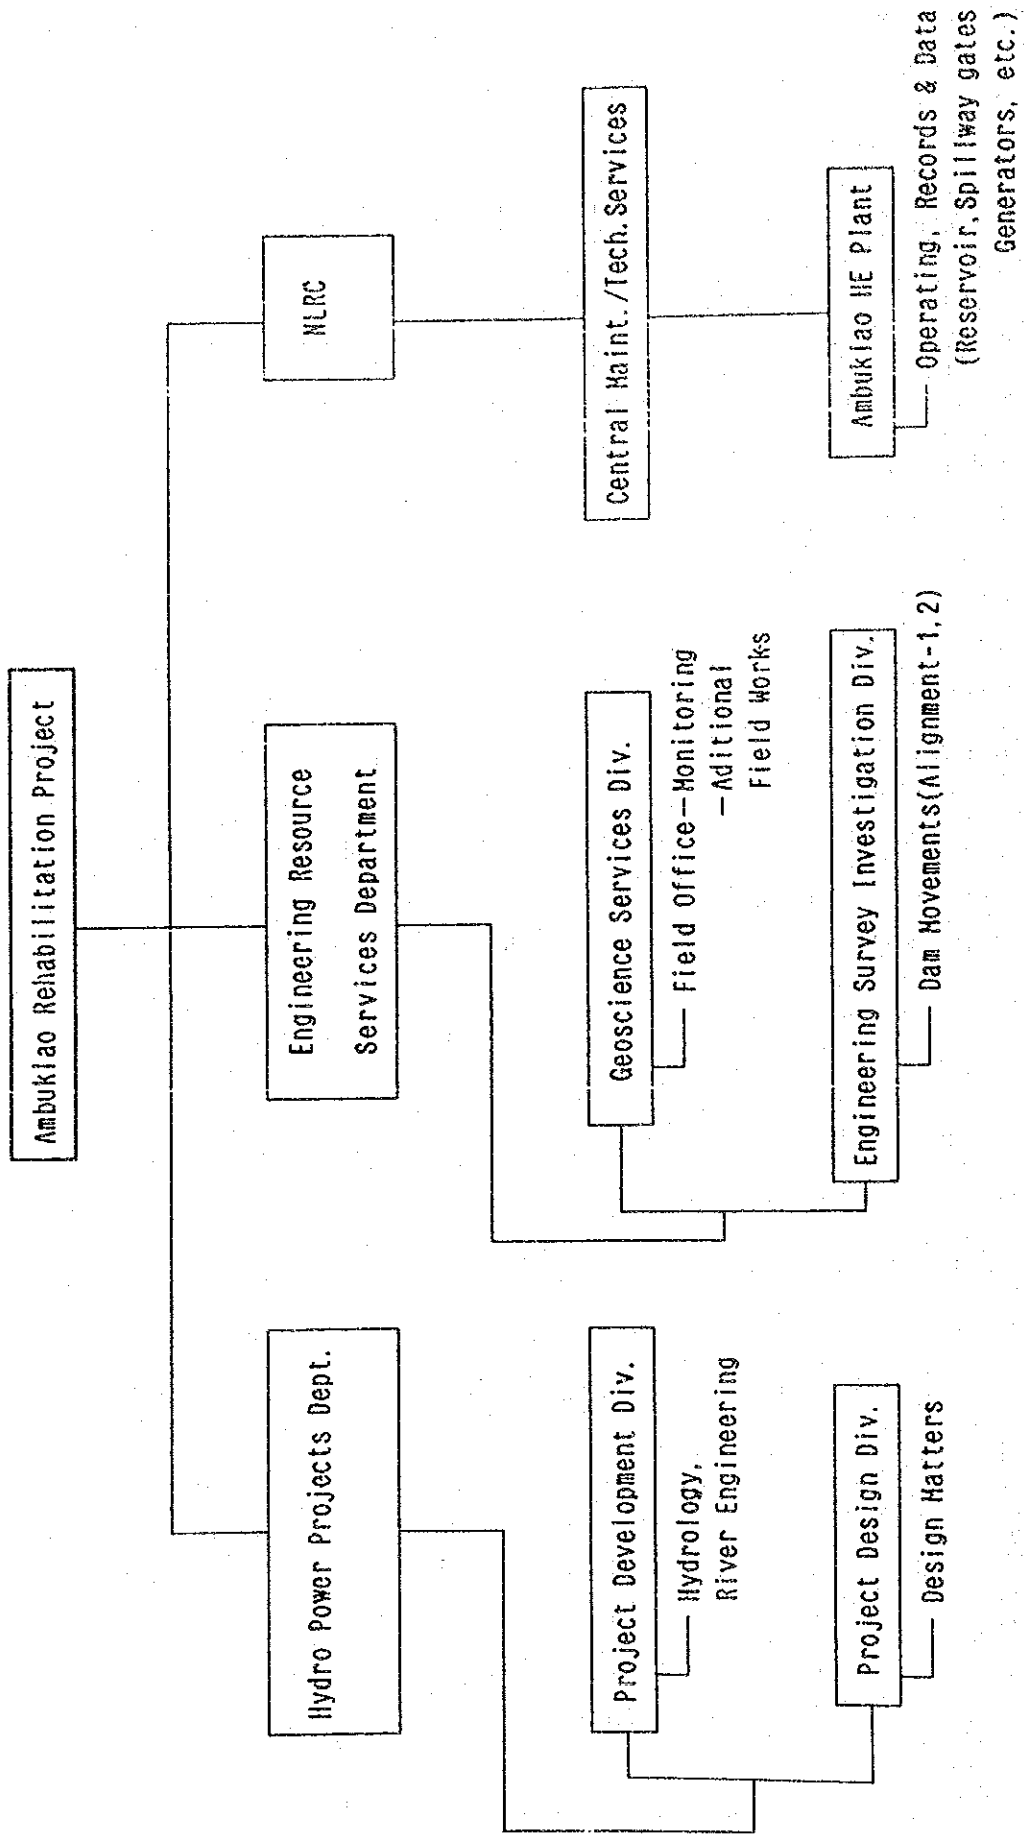 Ambuklao Rehabilitation Project
Hydro Power Projects Dept.
Project Development Div.
Hydrology,
River Engineering
Project Design Div.
Design Matters
Engineering Resource
Services Department
Geoscience Services Div.
Field Office—Monitoring
—Aditional
Field Works
Engineering Survey Investigation Div.
Dam Movements(Alignment-1,2)
NLRC
Central Maint./Tech.Services
Ambuklao HE Plant
Operating, Records & Data
(Reservoir,Spillway gates
Generators, etc.)